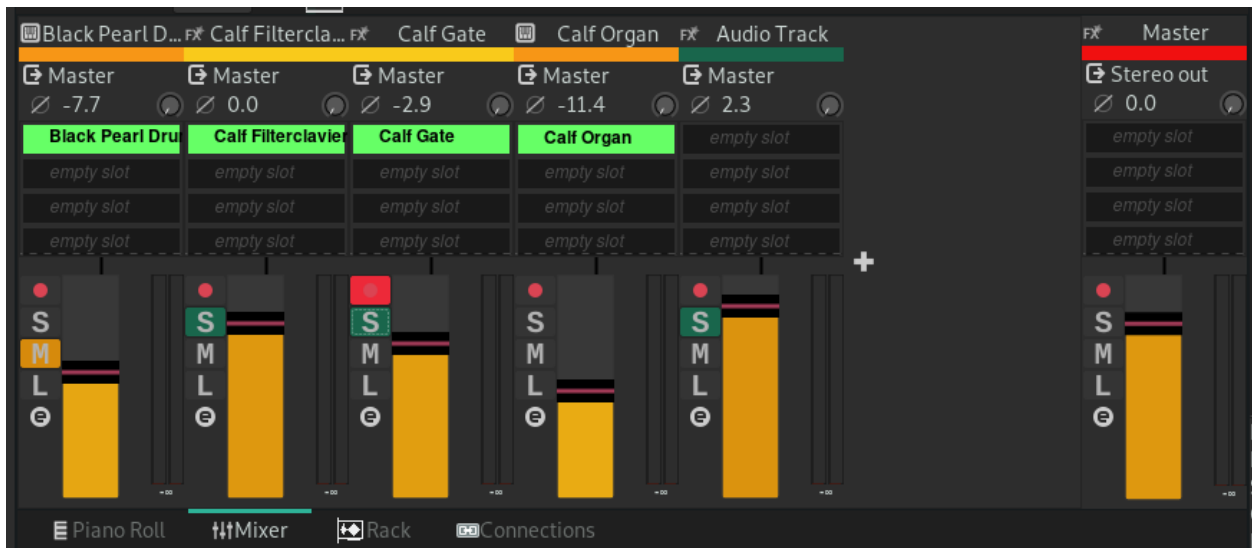 Black Pearl D... FX Calf Filtercla... FX Calf Gate Calf Organ FX Audio Track FX Master
Master Master Master Master Master Stereo out
-7.7 0.0 -2.9 -11.4 2.3 0.0
Black Pearl Dru Calf Filterclavier Calf Gate Calf Organ empty slot empty slot
empty slot empty slot empty slot empty slot empty slot empty slot
empty slot empty slot empty slot empty slot empty slot empty slot
empty slot empty slot empty slot empty slot empty slot empty slot
S S S S S S
M M M M M M
L L L L L L
e e e e e e
-∞ -∞ -∞ -∞ -∞ -∞
Piano Roll Mixer Rack Connections